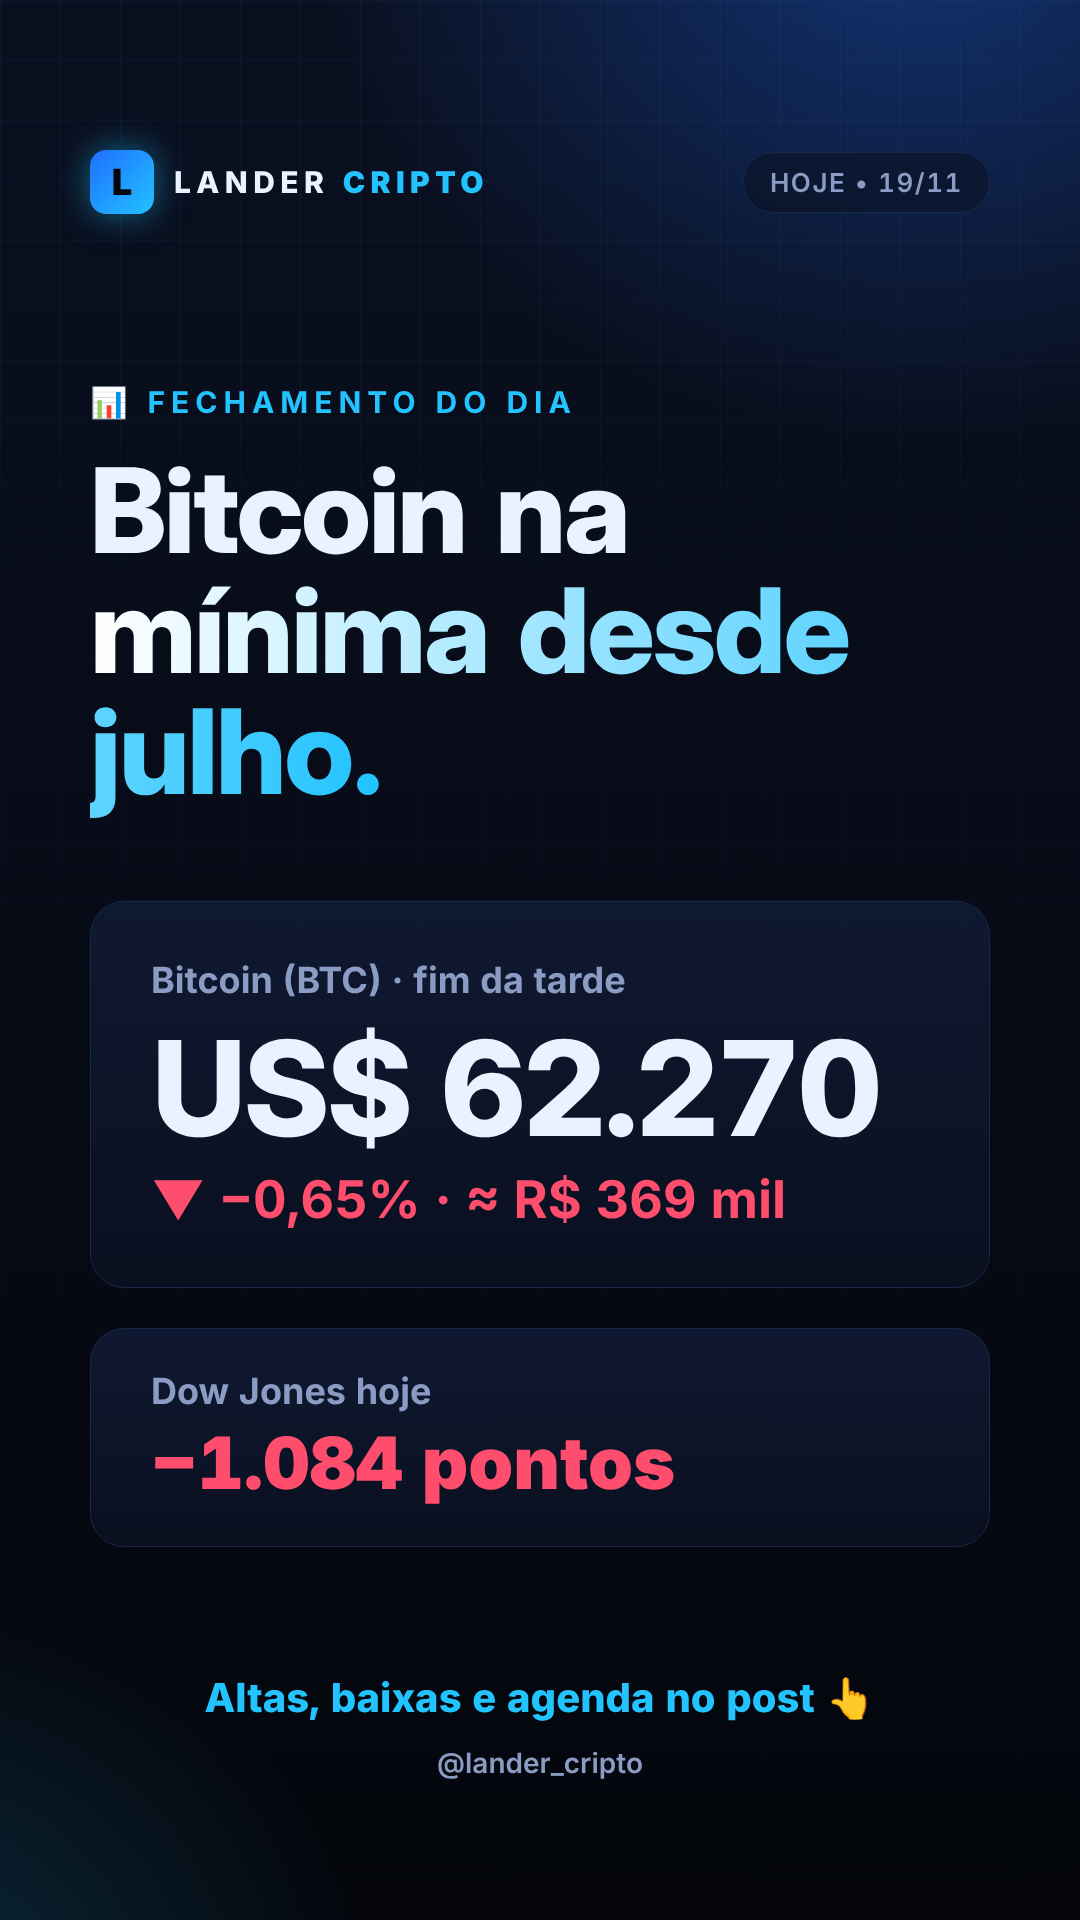 L LANDER CRIPTO
HOJE • 19/11
📊 FECHAMENTO DO DIA
Bitcoin na
mínima desde
julho.
Bitcoin (BTC) · fim da tarde
US$ 62.270
▼ −0,65% · ≈ R$ 369 mil
Dow Jones hoje
−1.084 pontos
Altas, baixas e agenda no post 👆
@lander_cripto